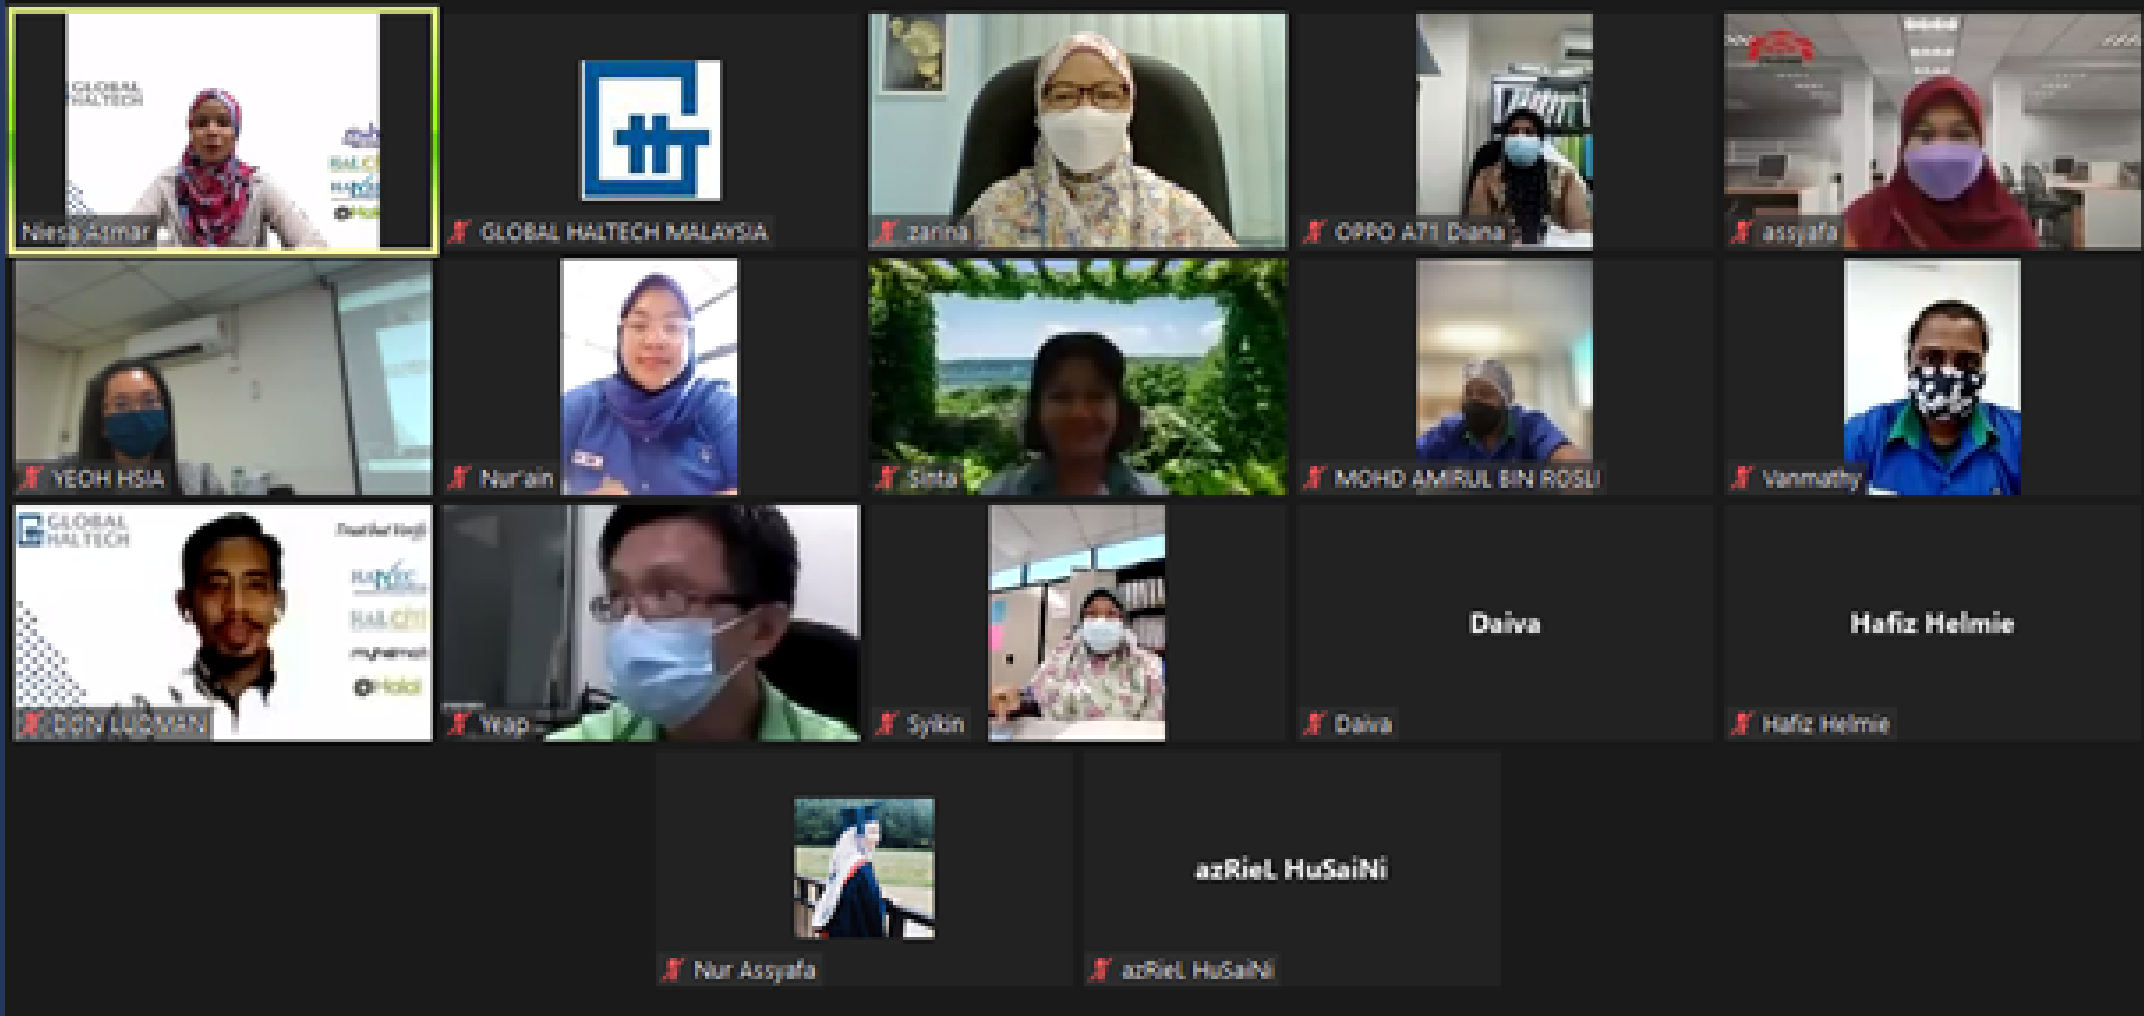 GLOBAL
HALTECH
Niesa Azmar
GLOBAL HALTECH MALAYSIA
zarina
OPPO A71 Diana
assyafa
YEOH HSIA
Nur'ain
Sinta
MOHD AMIRUL BIN ROSLI
Vanmathy
GLOBAL
HALTECH
DON LUQMAN
Yeap
Syikin
Daiva
Daiva
Hafiz Helmie
Hafiz Helmie
Nur Assyafa
azRieL HuSaiNi
azRieL HuSaiNi